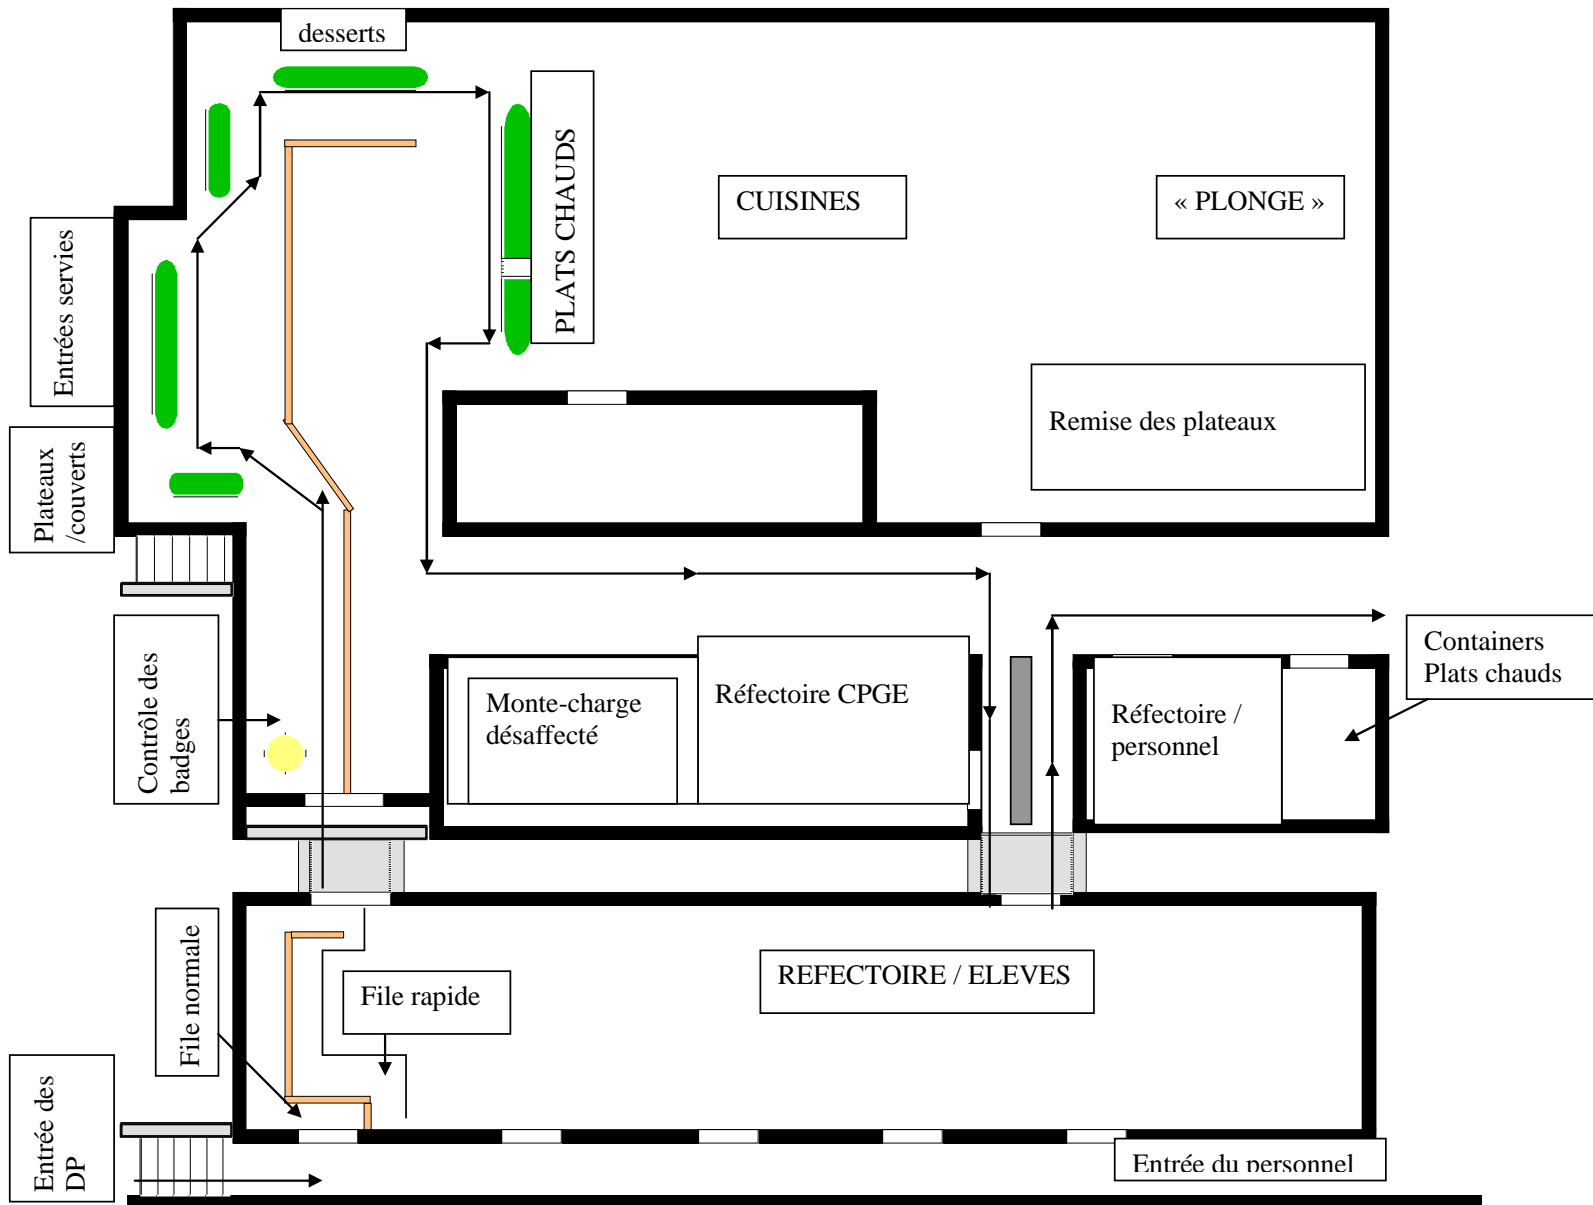 desserts
PLATS CHAUDS
CUISINES
« PLONGE »
Entrées servies
Plateaux
/couverts
Remise des plateaux
Contrôle des
badges
Monte-charge
désaffecté
Réfectoire CPGE
Réfectoire /
personnel
Containers
Plats chauds
File normale
File rapide
REFECTOIRE / ELEVES
Entrée des
DP
Entrée du personnel